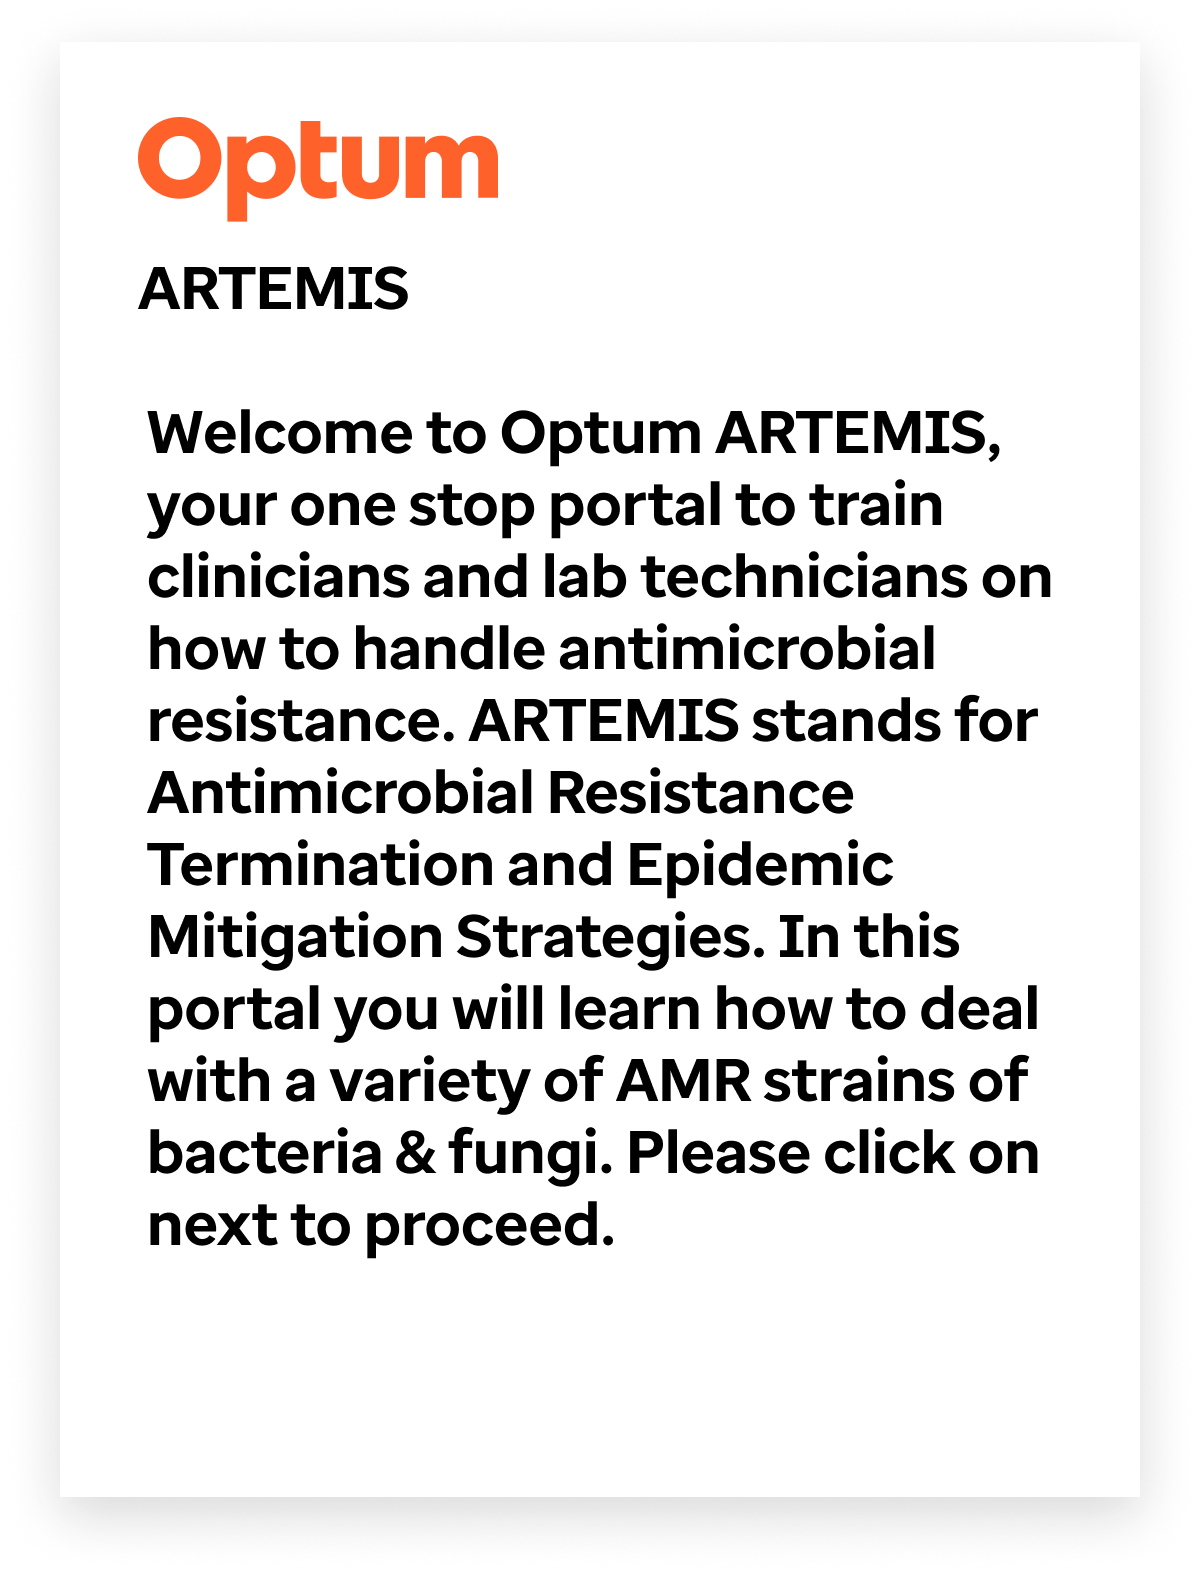 Optum
ARTEMIS
Welcome to Optum ARTEMIS,
your one stop portal to train
clinicians and lab technicians on
how to handle antimicrobial
resistance. ARTEMIS stands for
Antimicrobial Resistance
Termination and Epidemic
Mitigation Strategies. In this
portal you will learn how to deal
with a variety of AMR strains of
bacteria & fungi. Please click on
next to proceed.